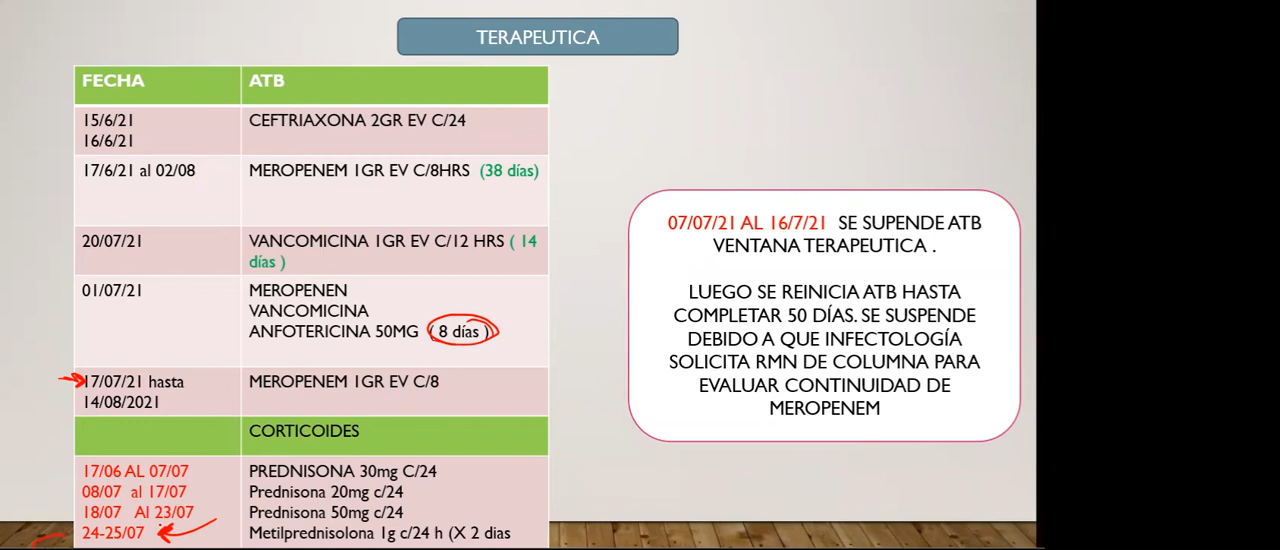 TERAPEUTICA
FECHA ATB
15/6/21 CEFTRIAXONA 2GR EV C/24
16/6/21
17/6/21 al 02/08 MEROPENEM 1GR EV C/8HRS (38 días)
20/07/21 VANCOMICINA 1GR EV C/12 HRS ( 14
días )
01/07/21 MEROPENEN
VANCOMICINA
ANFOTERICINA 50MG ( 8 días )
17/07/21 hasta MEROPENEM 1GR EV C/8
14/08/2021
CORTICOIDES
17/06 AL 07/07 PREDNISONA 30mg C/24
08/07 al 17/07 Prednisona 20mg c/24
18/07 Al 23/07 Prednisona 50mg c/24
24-25/07 Metilprednisolona 1g c/24 h (X 2 dias
07/07/21 AL 16/7/21 SE SUPENDE ATB
VENTANA TERAPEUTICA .
LUEGO SE REINICIA ATB HASTA
COMPLETAR 50 DÍAS. SE SUSPENDE
DEBIDO A QUE INFECTOLOGÍA
SOLICITA RMN DE COLUMNA PARA
EVALUAR CONTINUIDAD DE
MEROPENEM